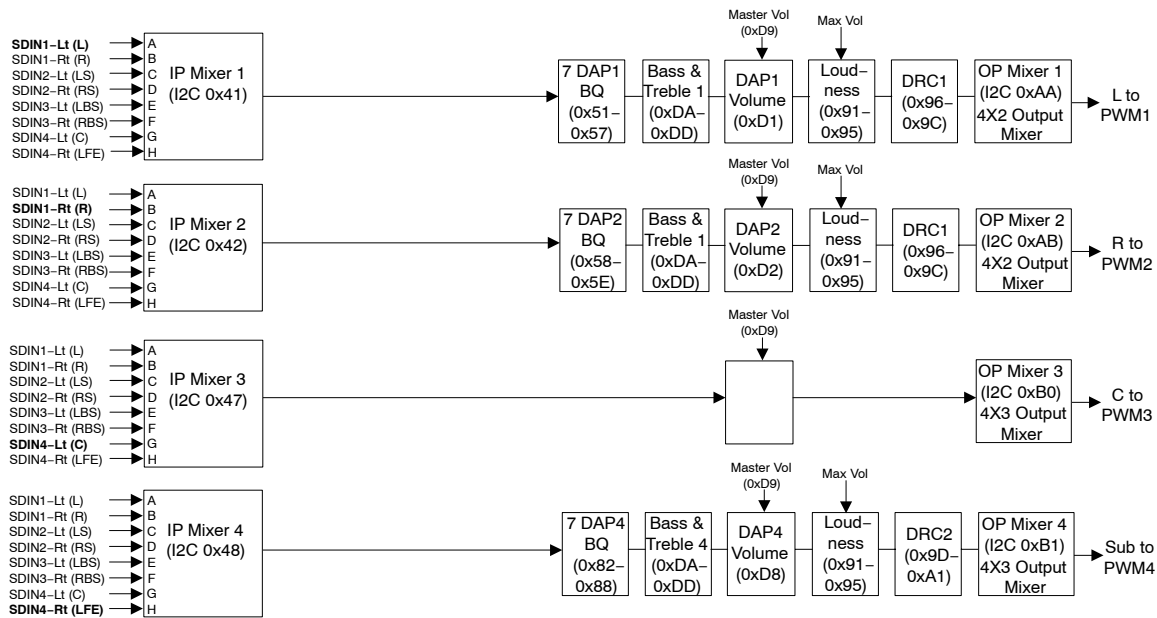 Master Vol
(0xD9)
Max Vol
SDIN1−Lt (L)
SDIN1−Rt (R)
SDIN2−Lt (LS)
SDIN2−Rt (RS)
SDIN3−Lt (LBS)
SDIN3−Rt (RBS)
SDIN4−Lt (C)
SDIN4−Rt (LFE)
A
B
C
D
E
F
G
H
IP Mixer 1
(I2C 0x41)
7 DAP1
BQ
(0x51−
0x57)
Bass &
Treble 1
(0xDA−
0xDD)
DAP1
Volume
(0xD1)
Loud−
ness
(0x91−
0x95)
DRC1
(0x96−
0x9C)
OP Mixer 1
(I2C 0xAA)
4X2 Output
Mixer
L to
PWM1
Master Vol
(0xD9)
Max Vol
SDIN1−Lt (L)
SDIN1−Rt (R)
SDIN2−Lt (LS)
SDIN2−Rt (RS)
SDIN3−Lt (LBS)
SDIN3−Rt (RBS)
SDIN4−Lt (C)
SDIN4−Rt (LFE)
A
B
C
D
E
F
G
H
IP Mixer 2
(I2C 0x42)
7 DAP2
BQ
(0x58−
0x5E)
Bass &
Treble 1
(0xDA−
0xDD)
DAP2
Volume
(0xD2)
Loud−
ness
(0x91−
0x95)
DRC1
(0x96−
0x9C)
OP Mixer 2
(I2C 0xAB)
4X2 Output
Mixer
R to
PWM2
Master Vol
(0xD9)
SDIN1−Lt (L)
SDIN1−Rt (R)
SDIN2−Lt (LS)
SDIN2−Rt (RS)
SDIN3−Lt (LBS)
SDIN3−Rt (RBS)
SDIN4−Lt (C)
SDIN4−Rt (LFE)
A
B
C
D
E
F
G
H
IP Mixer 3
(I2C 0x47)
OP Mixer 3
(I2C 0xB0)
4X3 Output
Mixer
C to
PWM3
Master Vol
(0xD9)
Max Vol
SDIN1−Lt (L)
SDIN1−Rt (R)
SDIN2−Lt (LS)
SDIN2−Rt (RS)
SDIN3−Lt (LBS)
SDIN3−Rt (RBS)
SDIN4−Lt (C)
SDIN4−Rt (LFE)
A
B
C
D
E
F
G
H
IP Mixer 4
(I2C 0x48)
7 DAP4
BQ
(0x82−
0x88)
Bass &
Treble 4
(0xDA−
0xDD)
DAP4
Volume
(0xD8)
Loud−
ness
(0x91−
0x95)
DRC2
(0x9D−
0xA1)
OP Mixer 4
(I2C 0xB1)
4X3 Output
Mixer
Sub to
PWM4